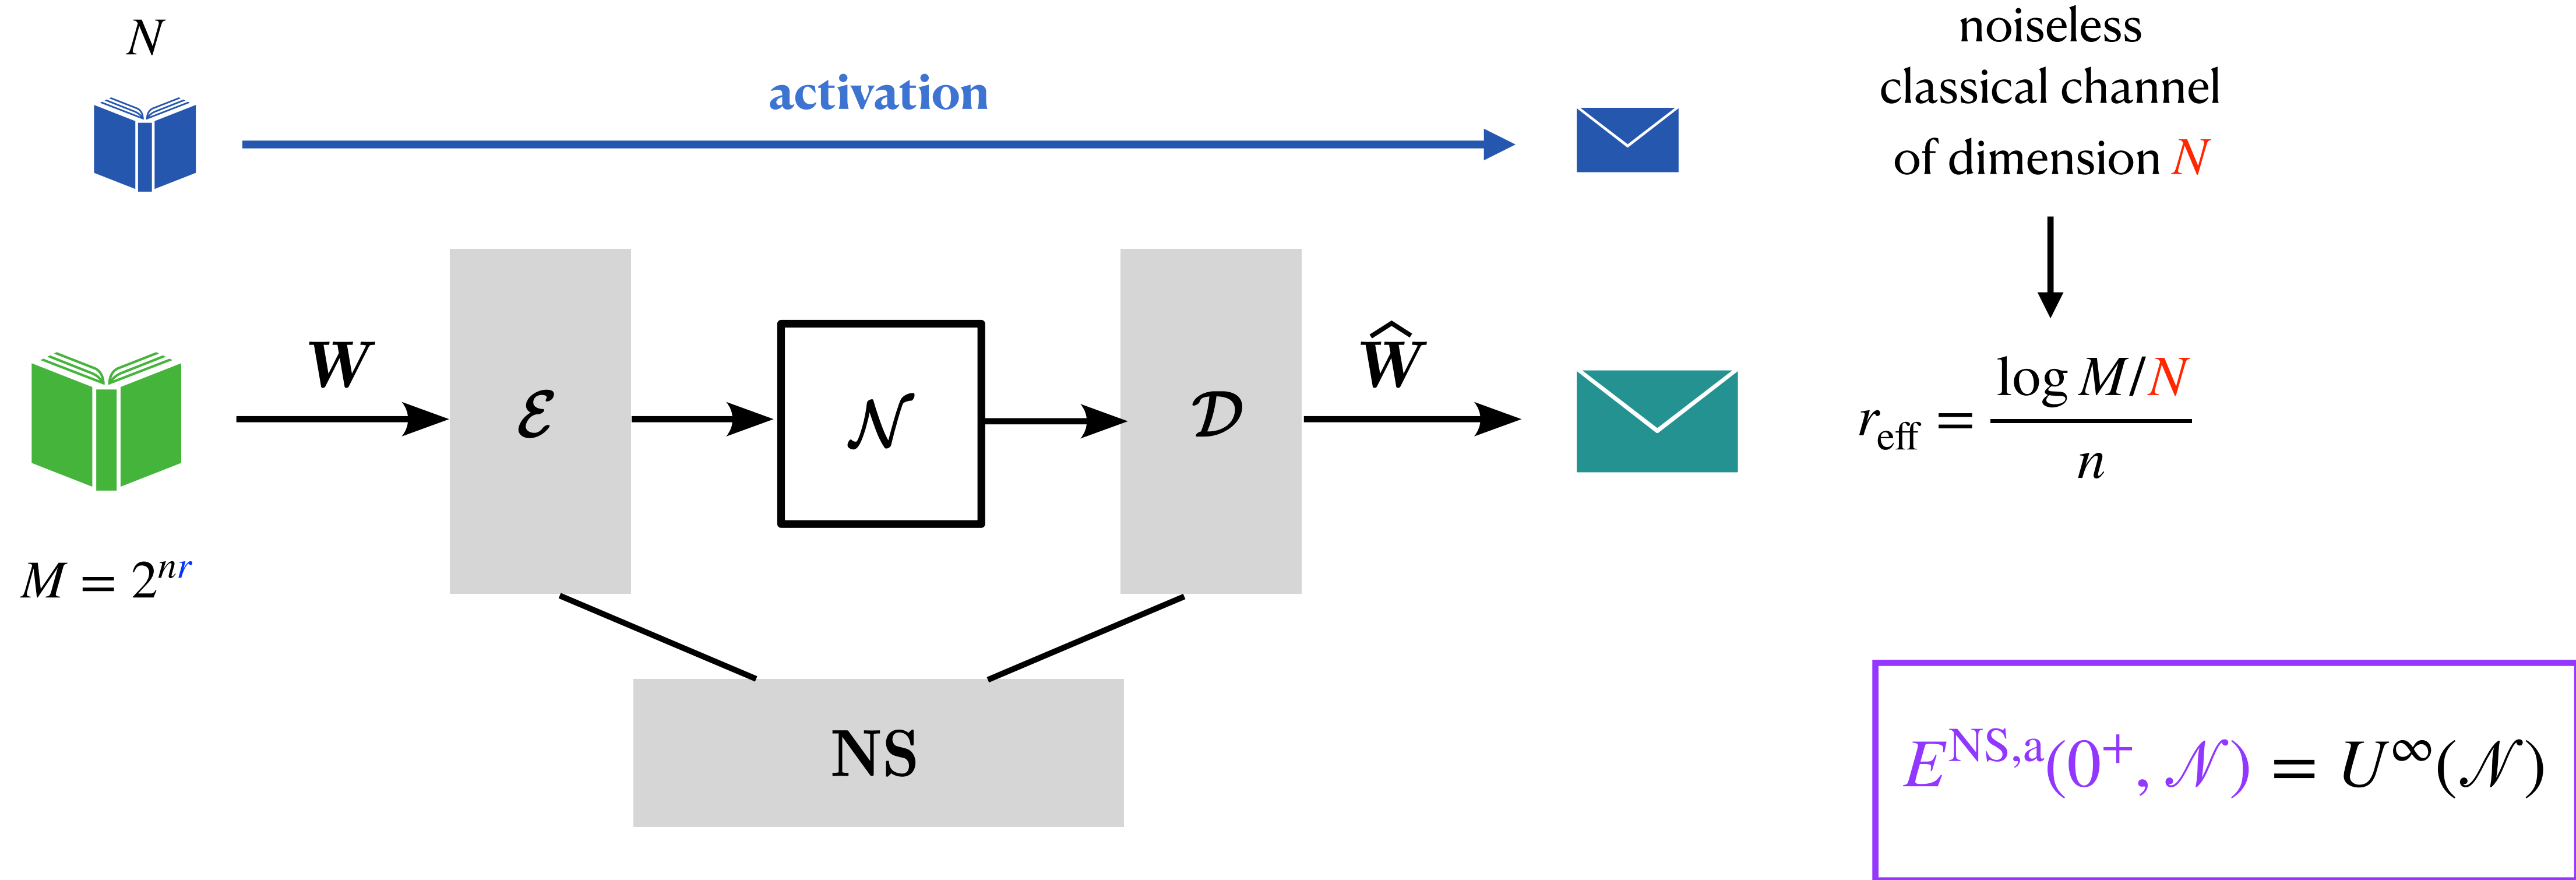 N
activation
noiseless
classical channel
of dimension N
W
ℰ
𝒩
𝒟
Ŵ
r_eff = (log M/N) / n
M = 2^{nr}
NS
E^{NS,a}(0^+, 𝒩) = U^∞(𝒩)